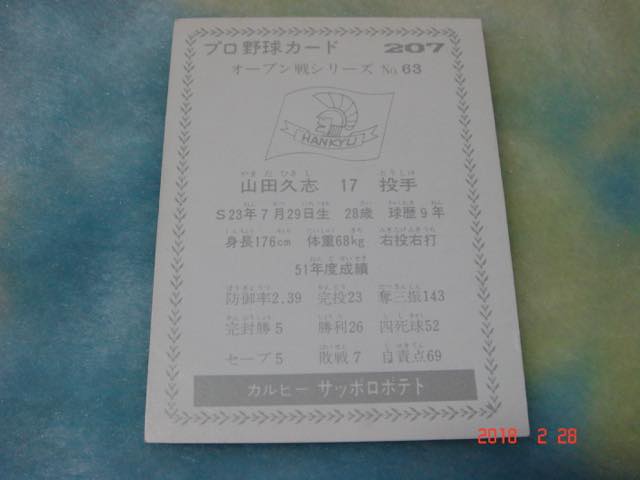 プロ野球カード 207
オープン戦シリーズ No.63
HANKYU
やまだひさし とうしゅ
山田久志 17 投手
S23年7月29日生 28歳 球歴9年
身長176cm 体重68kg 右投右打
51年度成績
防御率2.39 完投23 奪三振143
完封勝5 勝利26 四死球52
セーブ5 敗戦7 自責点69
カルビー サッポロポテト
2010 2 28